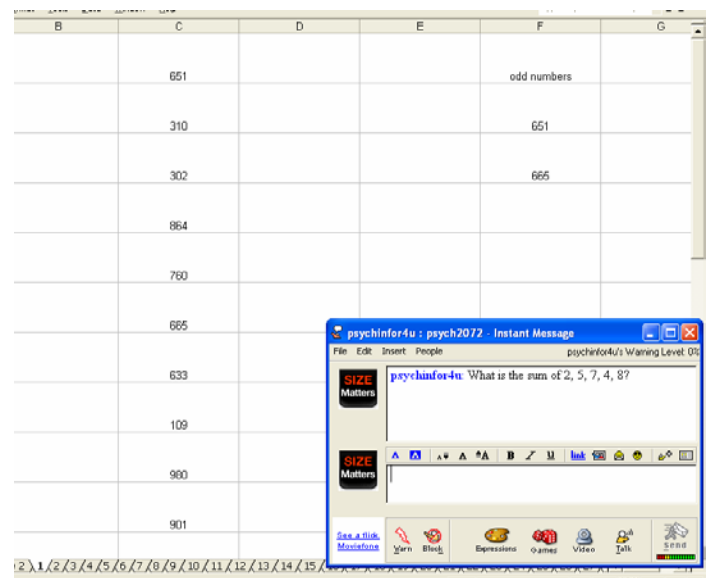 B C D E F G
651 odd numbers
310 651
302 665
864
760
665
633
109
980
901
psychinfor4u : psych2072 - Instant Message
File Edit Insert People psychinfor4u's Warning Level: 0%
SIZE
Matters
psychinfor4u: What is the sum of 2, 5, 7, 4, 8?
A A A A A B I U link
SIZE
Matters
See a flick.
Moviefone
Warn Block Expressions Games Video Talk Send
2 1 2 3 4 5 6 7 8 9 10 11 12 13 14 15